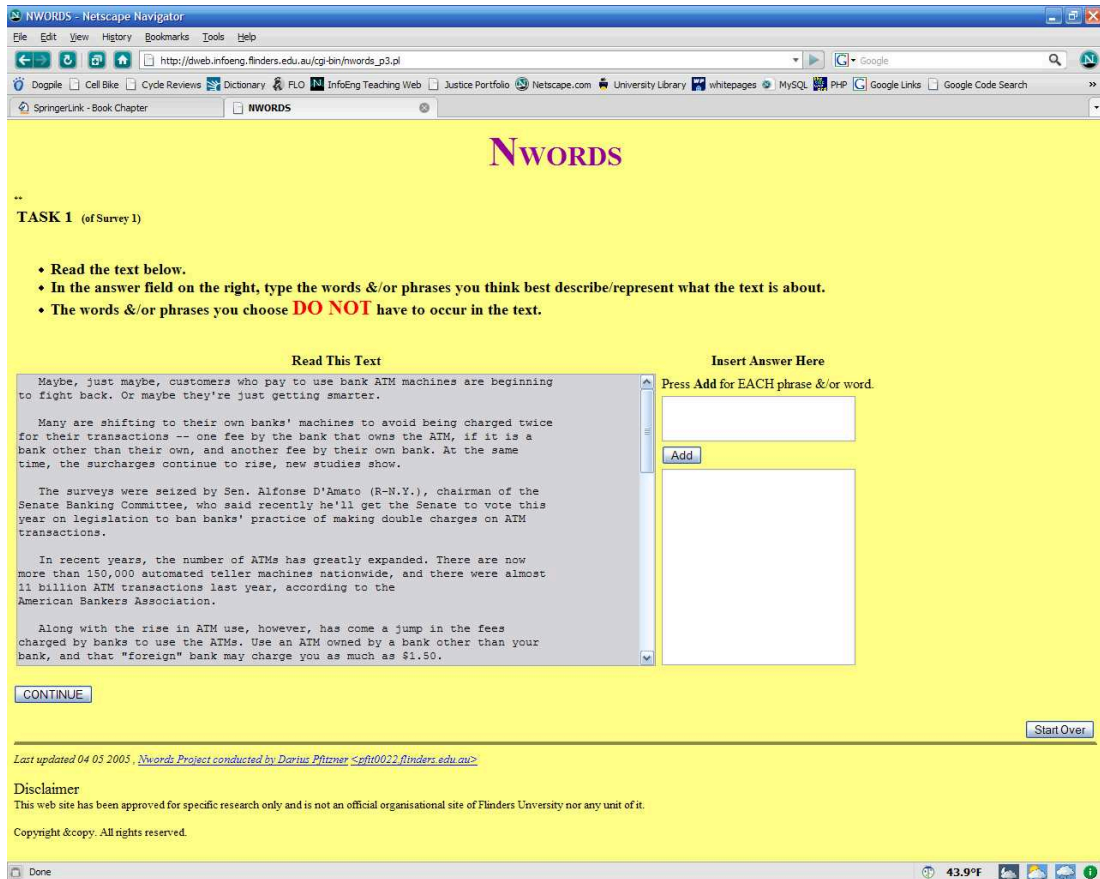 NWORDS - Netscape Navigator
File Edit View History Bookmarks Tools Help
http://dweb.infoeng.flinders.edu.au/cgi-bin/nwords_p3.pl
Google
Dogpile Cell Bike Cycle Reviews Dictionary FLO InfoEng Teaching Web Justice Portfolio Netscape.com University Library whitepages MySQL PHP Google Links Google Code Search »
SpringerLink - Book Chapter NWORDS
NWORDS
**
TASK 1 (of Survey 1)
• Read the text below.
• In the answer field on the right, type the words &/or phrases you think best describe/represent what the text is about.
• The words &/or phrases you choose DO NOT have to occur in the text.
Read This Text
Maybe, just maybe, customers who pay to use bank ATM machines are beginning
to fight back. Or maybe they're just getting smarter.
Many are shifting to their own banks' machines to avoid being charged twice
for their transactions -- one fee by the bank that owns the ATM, if it is a
bank other than their own, and another fee by their own bank. At the same
time, the surcharges continue to rise, new studies show.
The surveys were seized by Sen. Alfonse D'Amato (R-N.Y.), chairman of the
Senate Banking Committee, who said recently he'll get the Senate to vote this
year on legislation to ban banks' practice of making double charges on ATM
transactions.
In recent years, the number of ATMs has greatly expanded. There are now
more than 150,000 automated teller machines nationwide, and there were almost
11 billion ATM transactions last year, according to the
American Bankers Association.
Along with the rise in ATM use, however, has come a jump in the fees
charged by banks to use the ATMs. Use an ATM owned by a bank other than your
bank, and that "foreign" bank may charge you as much as $1.50.
Insert Answer Here
Press Add for EACH phrase &/or word.
Add
CONTINUE
Start Over
Last updated 04 05 2005 , Nwords Project conducted by Darius Pfitzner <pfit0022.flinders.edu.au>
Disclaimer
This web site has been approved for specific research only and is not an official organisational site of Flinders Unversity nor any unit of it.
Copyright &copy. All rights reserved.
Done
43.9°F